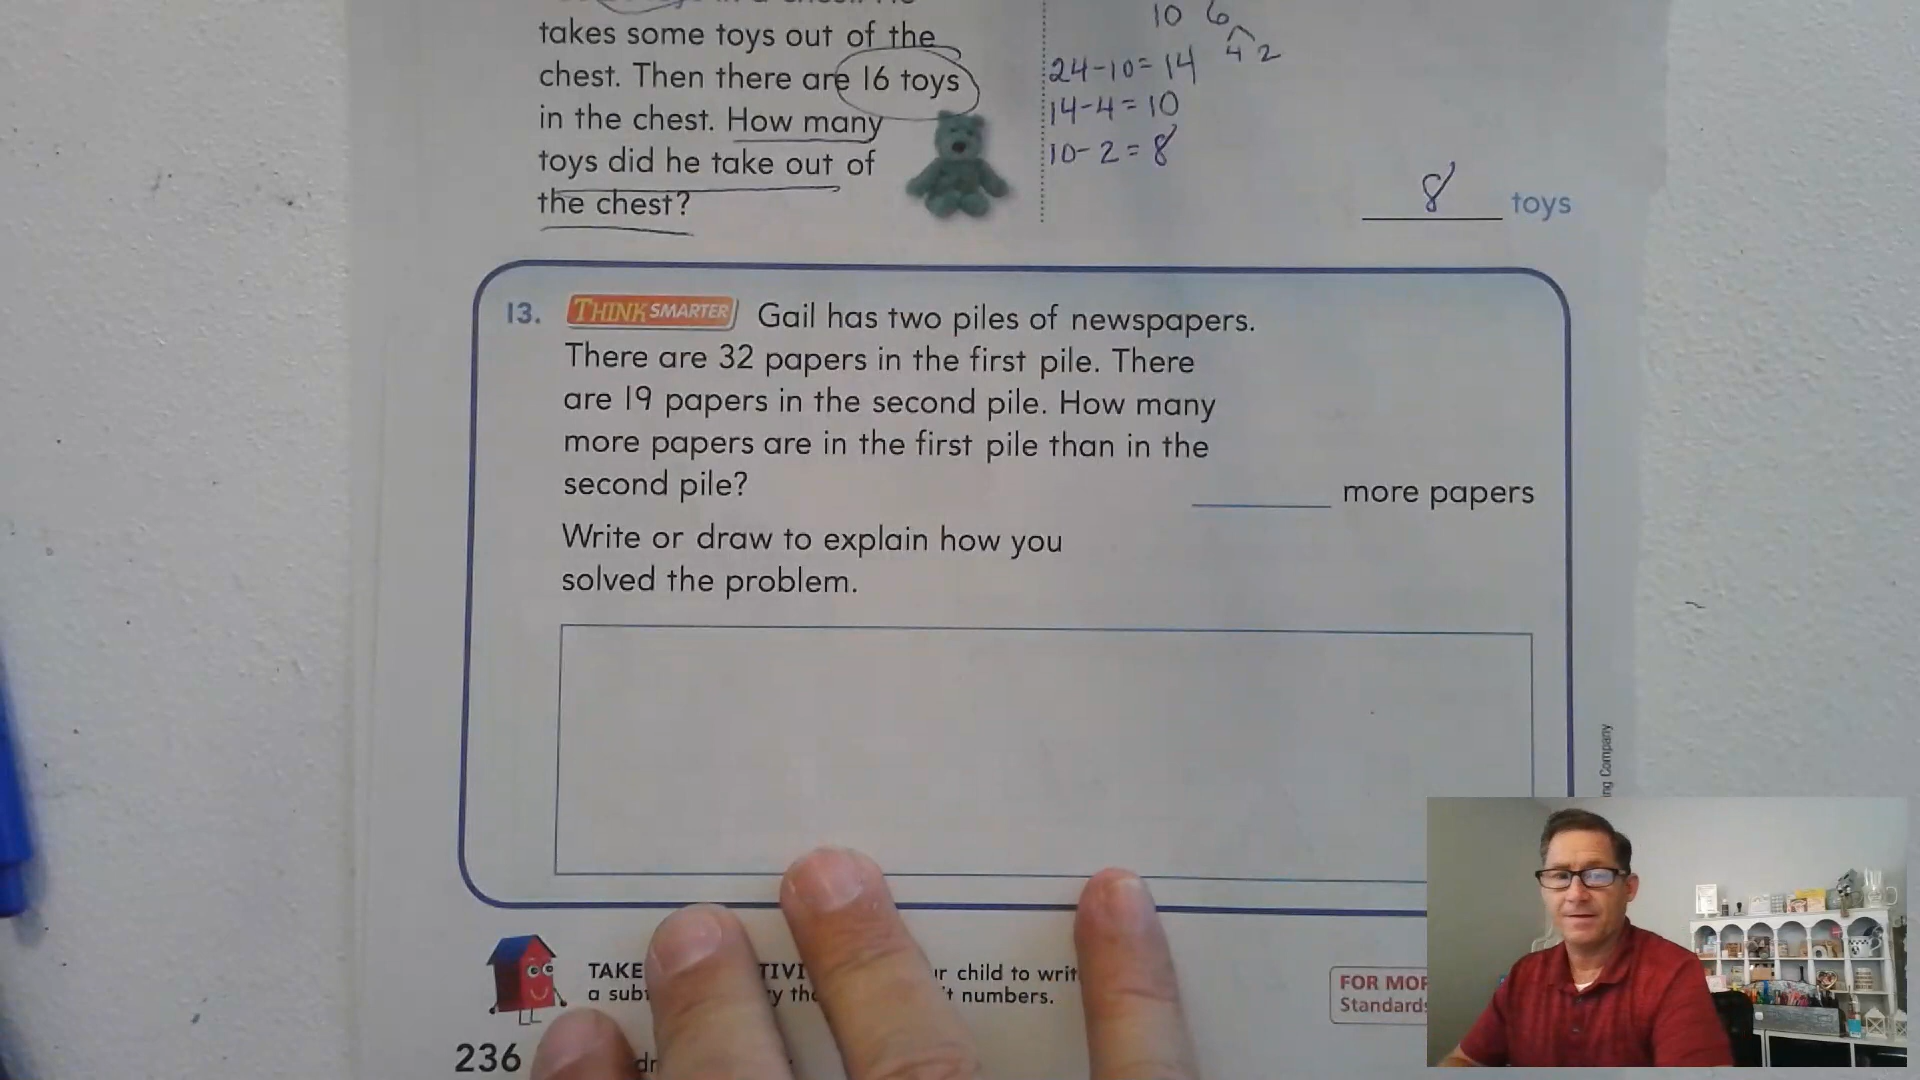 takes some toys out of the
chest. Then there are 16 toys
in the chest. How many
toys did he take out of
the chest?
10 6
4 2
24-10=14
14-4=10
10-2=8
8 toys
13. THINK SMARTER Gail has two piles of newspapers.
There are 32 papers in the first pile. There
are 19 papers in the second pile. How many
more papers are in the first pile than in the
second pile?
more papers
Write or draw to explain how you
solved the problem.
Company
TAKE
child to
a
numbers.
FOR
236